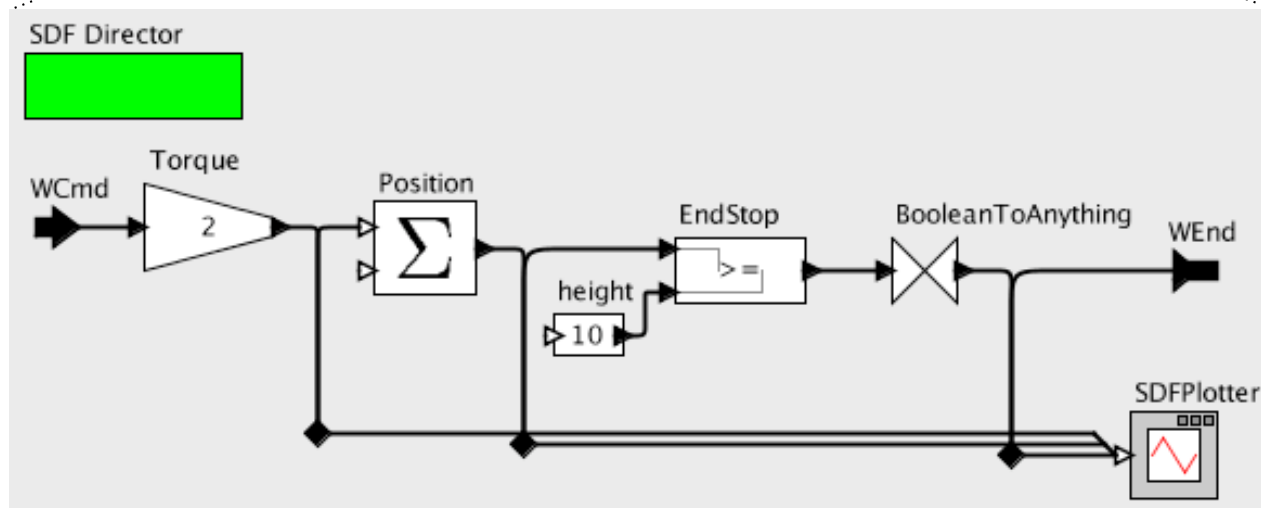 SDF Director
Torque
WCmd
2
Position
Σ
EndStop
>=
BooleanToAnything
WEnd
height
10
SDFPlotter